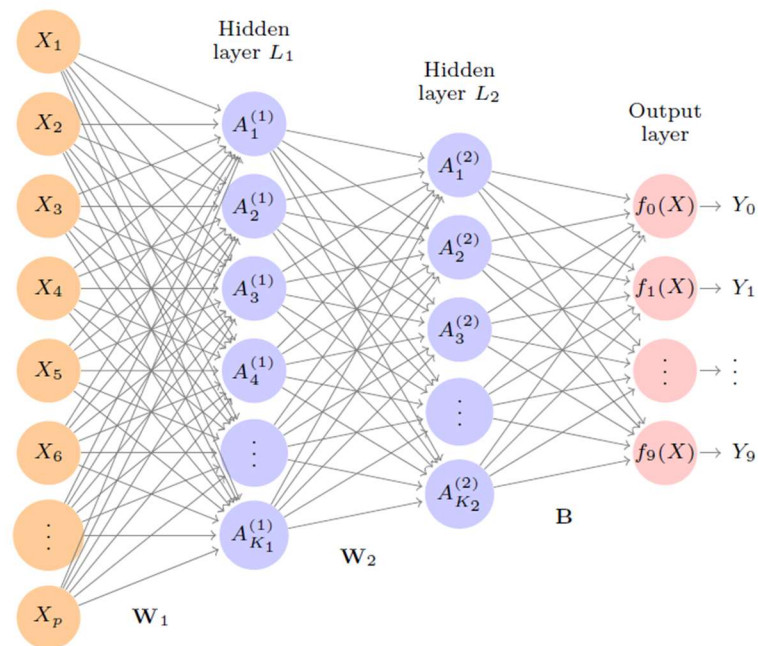 Hidden
layer L₁
Hidden
layer L₂
Output
layer
X₁
X₂
X₃
X₄
X₅
X₆
⋮
Xₚ
A₁⁽¹⁾
A₂⁽¹⁾
A₃⁽¹⁾
A₄⁽¹⁾
⋮
A_{K₁}⁽¹⁾
A₁⁽²⁾
A₂⁽²⁾
A₃⁽²⁾
⋮
A_{K₂}⁽²⁾
f₀(X) → Y₀
f₁(X) → Y₁
⋮ → ⋮
f₉(X) → Y₉
W₁
W₂
B